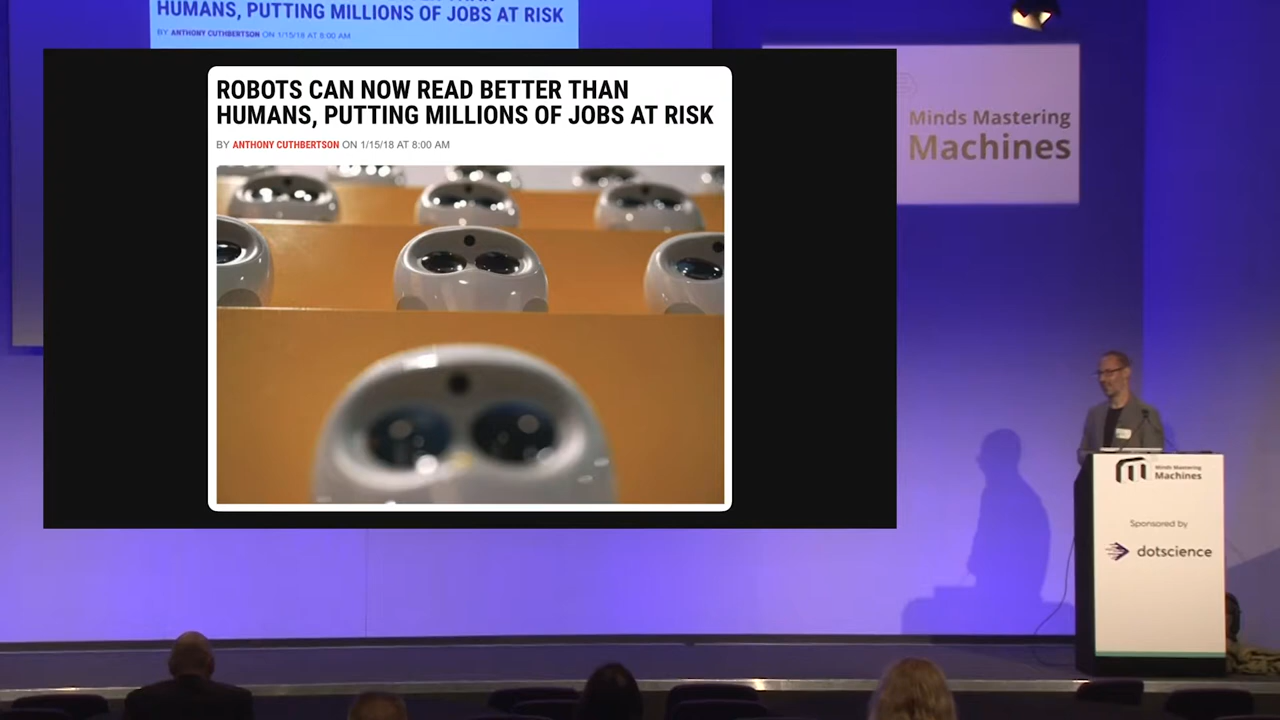 HUMANS, PUTTING MILLIONS OF JOBS AT RISK
BY ANTHONY CUTHBERTSON ON 1/15/18 AT 8:00 AM
ROBOTS CAN NOW READ BETTER THAN
HUMANS, PUTTING MILLIONS OF JOBS AT RISK
BY ANTHONY CUTHBERTSON ON 1/15/18 AT 8:00 AM
Minds Mastering
Machines
Minds Mastering
Machines
Sponsored by
dotscience